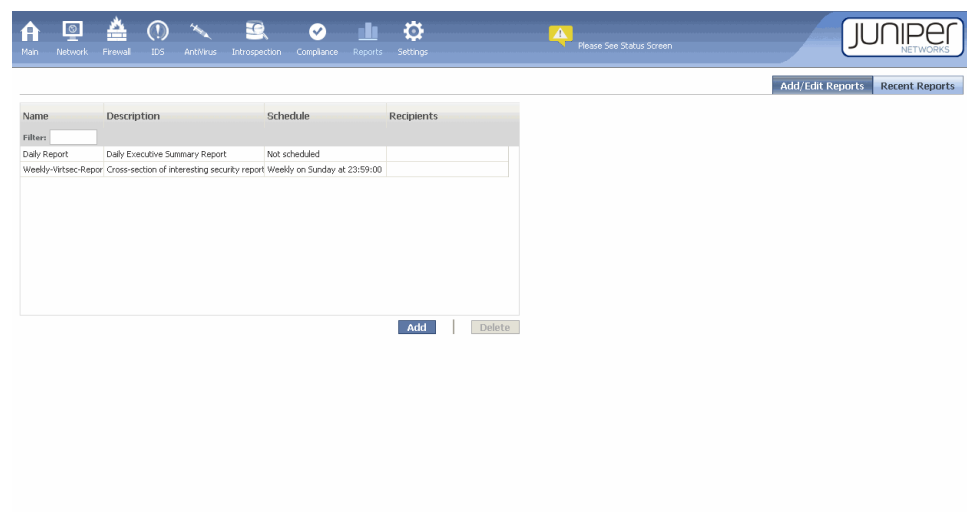 Main Network Firewall IDS AntiVirus Introspection Compliance Reports Settings
Please See Status Screen
JUNIPER
NETWORKS
Add/Edit Reports Recent Reports
Name Description Schedule Recipients
Filter:
Daily Report Daily Executive Summary Report Not scheduled
Weekly-Virtsec-Repor Cross-section of interesting security report Weekly on Sunday at 23:59:00
Add | Delete